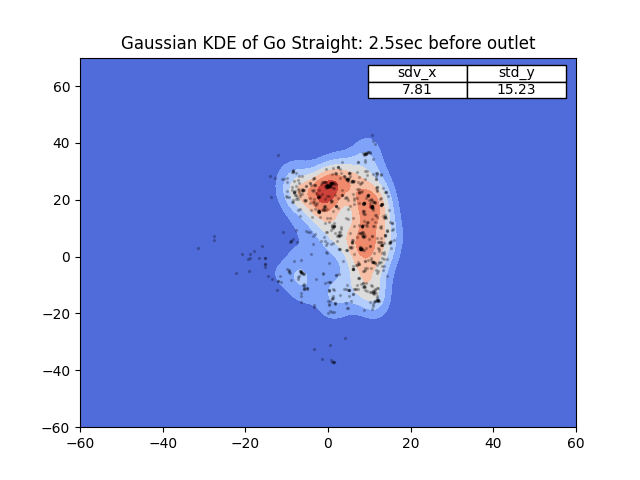 Gaussian KDE of Go Straight: 2.5sec before outlet
sdv_x std_y
7.81 15.23
60
40
20
0
−20
−40
−60
−60 −40 −20 0 20 40 60